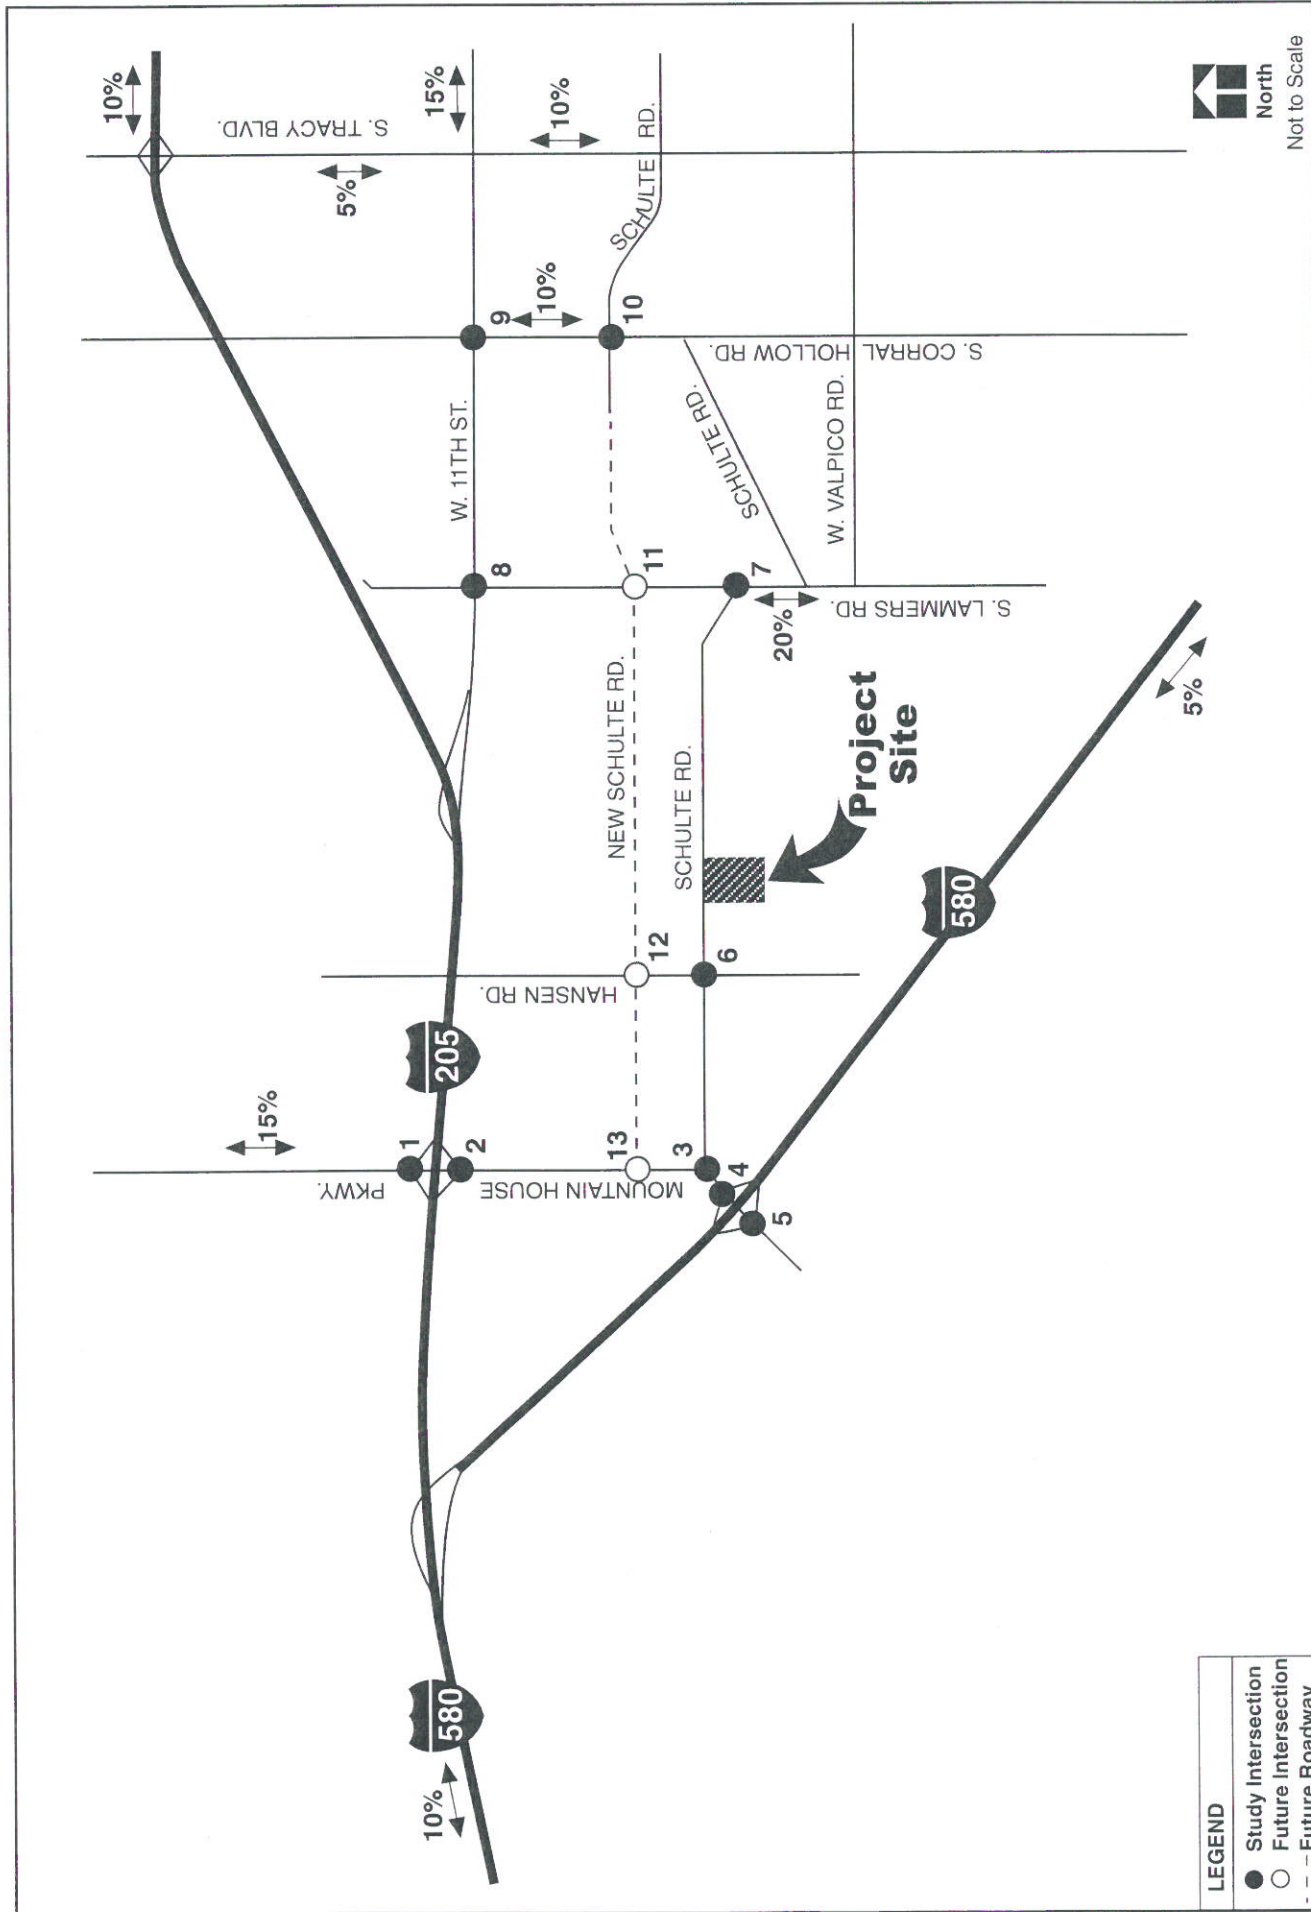 10%
S. TRACY BLVD.
5%
15%
10%
SCHULTE RD.
9
10%
10
S. CORRAL HOLLOW RD.
W. 11TH ST.
SCHULTE RD.
W. VALPICO RD.
8
11
7
S. LAMMERS RD.
20%
NEW SCHULTE RD.
SCHULTE RD.
Project
Site
5%
580
12
6
HANSEN RD.
205
15%
1
2
13
3
4
5
MOUNTAIN HOUSE
PKWY.
580
10%
North
Not to Scale
LEGEND
Study Intersection
Future Intersection
Future Roadway